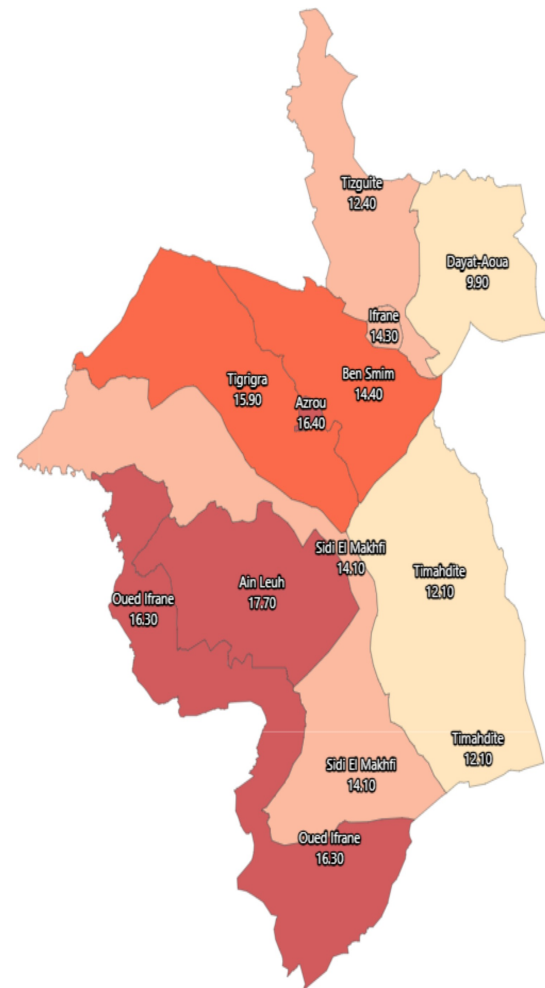 Tizguite
12.40
Dayat-Aoua
9.90
Ifrane
14.30
Ben Smim
14.40
Tigrigra
15.90
Azrou
16.40
Sidi El Makhfi
14.10
Timahdite
12.10
Ain Leuh
17.70
Oued Ifrane
16.30
Timahdite
12.10
Sidi El Makhfi
14.10
Oued Ifrane
16.30